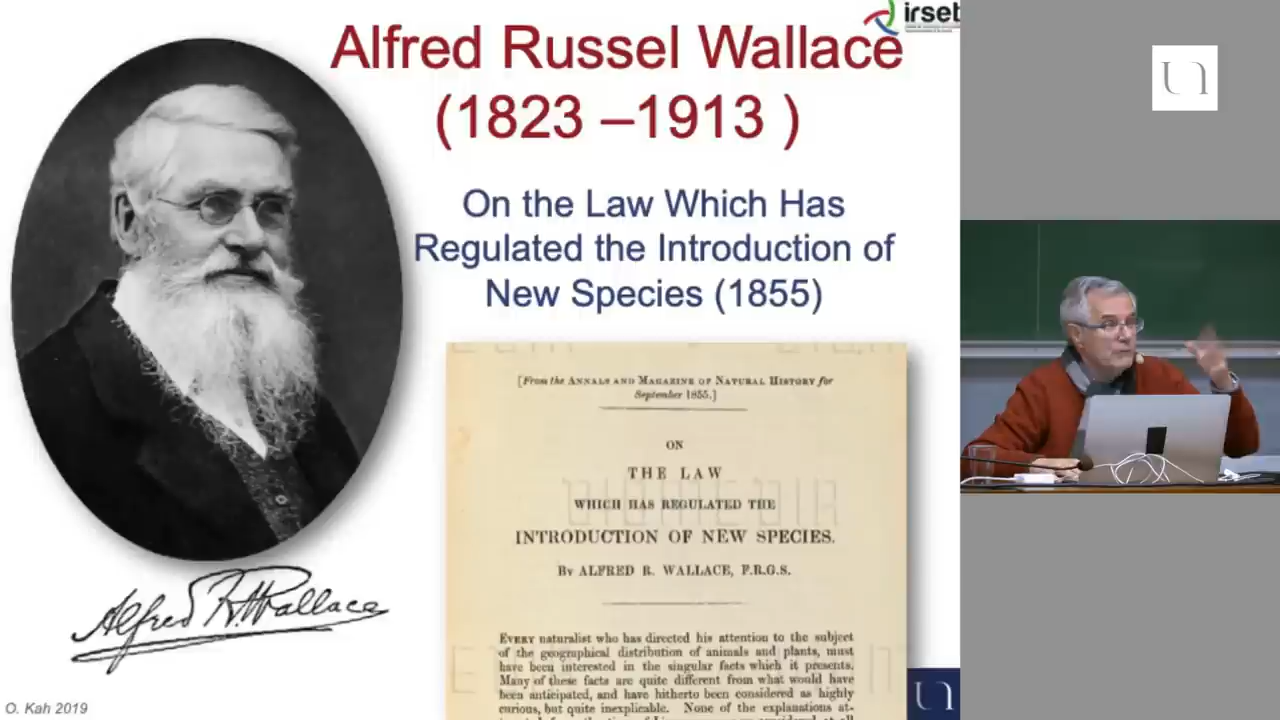 irset
Alfred Russel Wallace
(1823 –1913 )
On the Law Which Has
Regulated the Introduction of
New Species (1855)
[From the ANNALS AND MAGAZINE OF NATURAL HISTORY for
September 1855.]
ON
THE LAW
WHICH HAS REGULATED THE
INTRODUCTION OF NEW SPECIES.
BY ALFRED R. WALLACE, F.R.G.S.
EVERY naturalist who has directed his attention to the subject
of the geographical distribution of animals and plants, must
have been interested in the singular facts which it presents.
Many of these facts are quite different from what would have
been anticipated, and have hitherto been considered as highly
curious, but quite inexplicable. None of the explanations at-
Alfred R. Wallace
O. Kah 2019